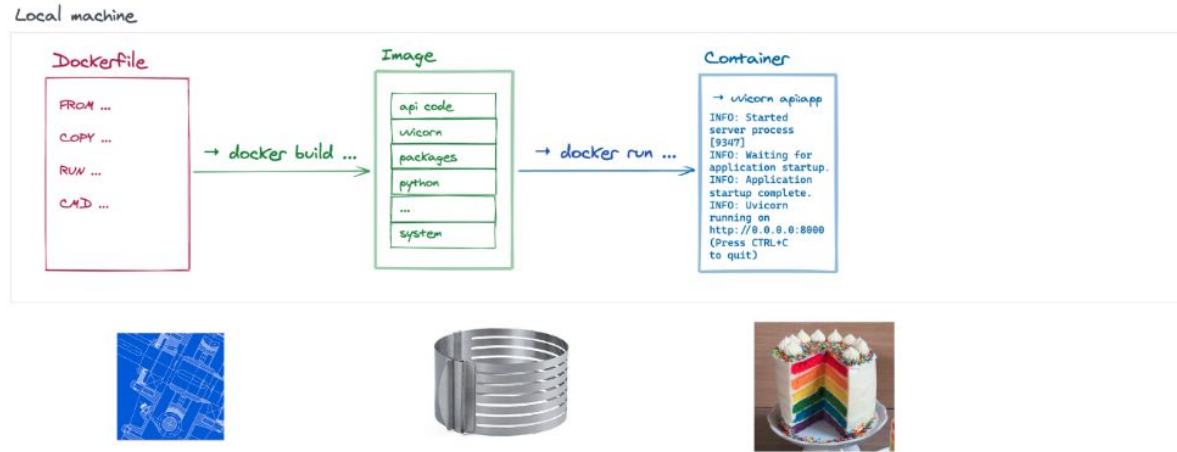 Local machine
Dockerfile
FROM ...
COPY ...
RUN ...
CMD ...
→ docker build ...
Image
api code
uvicorn
packages
python
...
system
→ docker run ...
Container
→ uvicorn api:app
INFO: Started
server process
[9347]
INFO: Waiting for
application startup.
INFO: Application
startup complete.
INFO: Uvicorn
running on
http://0.0.0.0:8000
(Press CTRL+C
to quit)